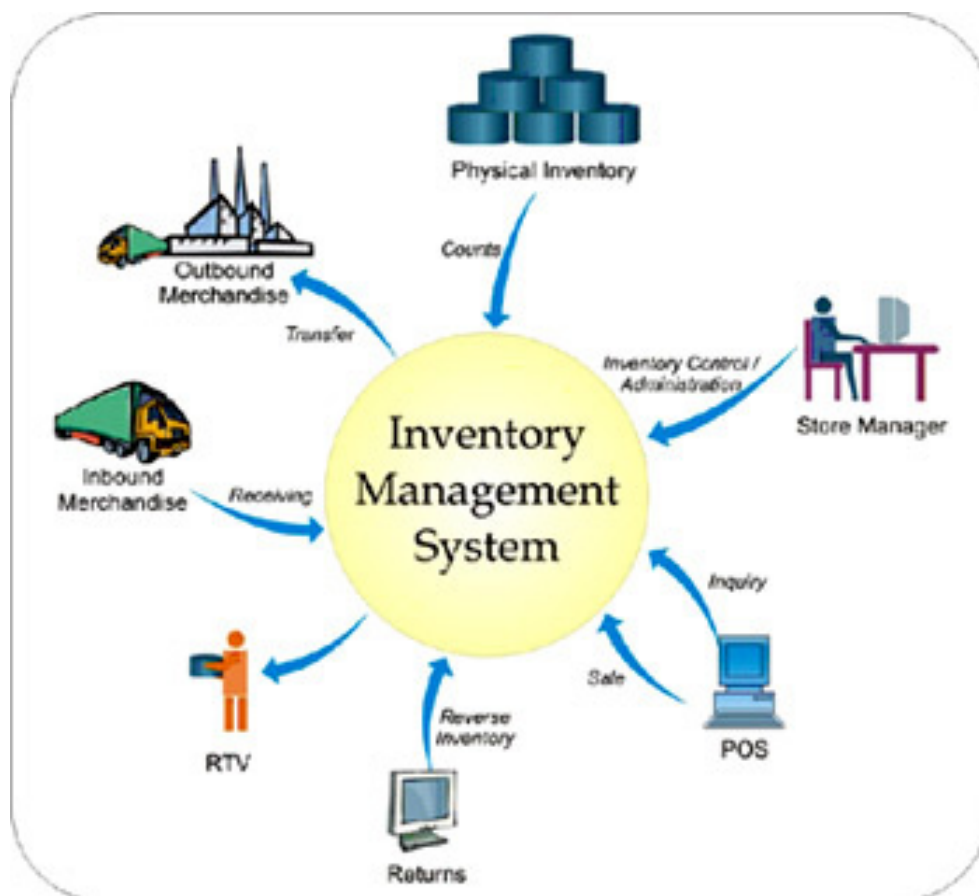 Physical Inventory
Counts
Outbound
Merchandise
Transfer
Inventory Control /
Administration
Store Manager
Inbound
Merchandise
Receiving
Inventory
Management
System
Inquiry
Sale
POS
RTV
Reverse
Inventory
Returns